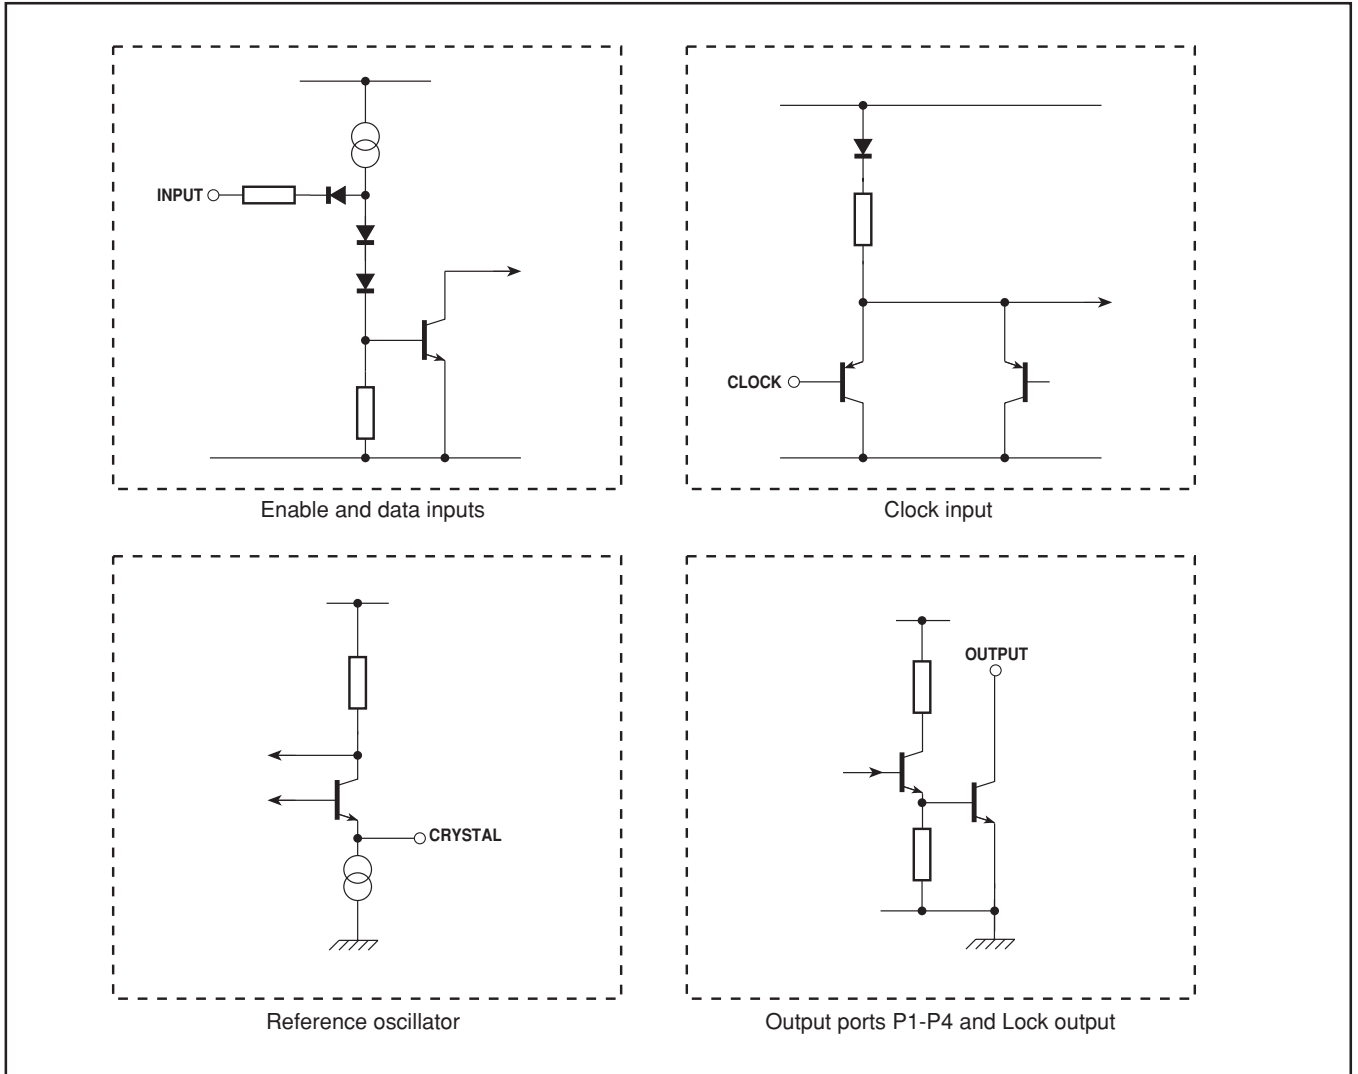 INPUT
CLOCK
Enable and data inputs
Clock input
OUTPUT
CRYSTAL
Reference oscillator
Output ports P1-P4 and Lock output